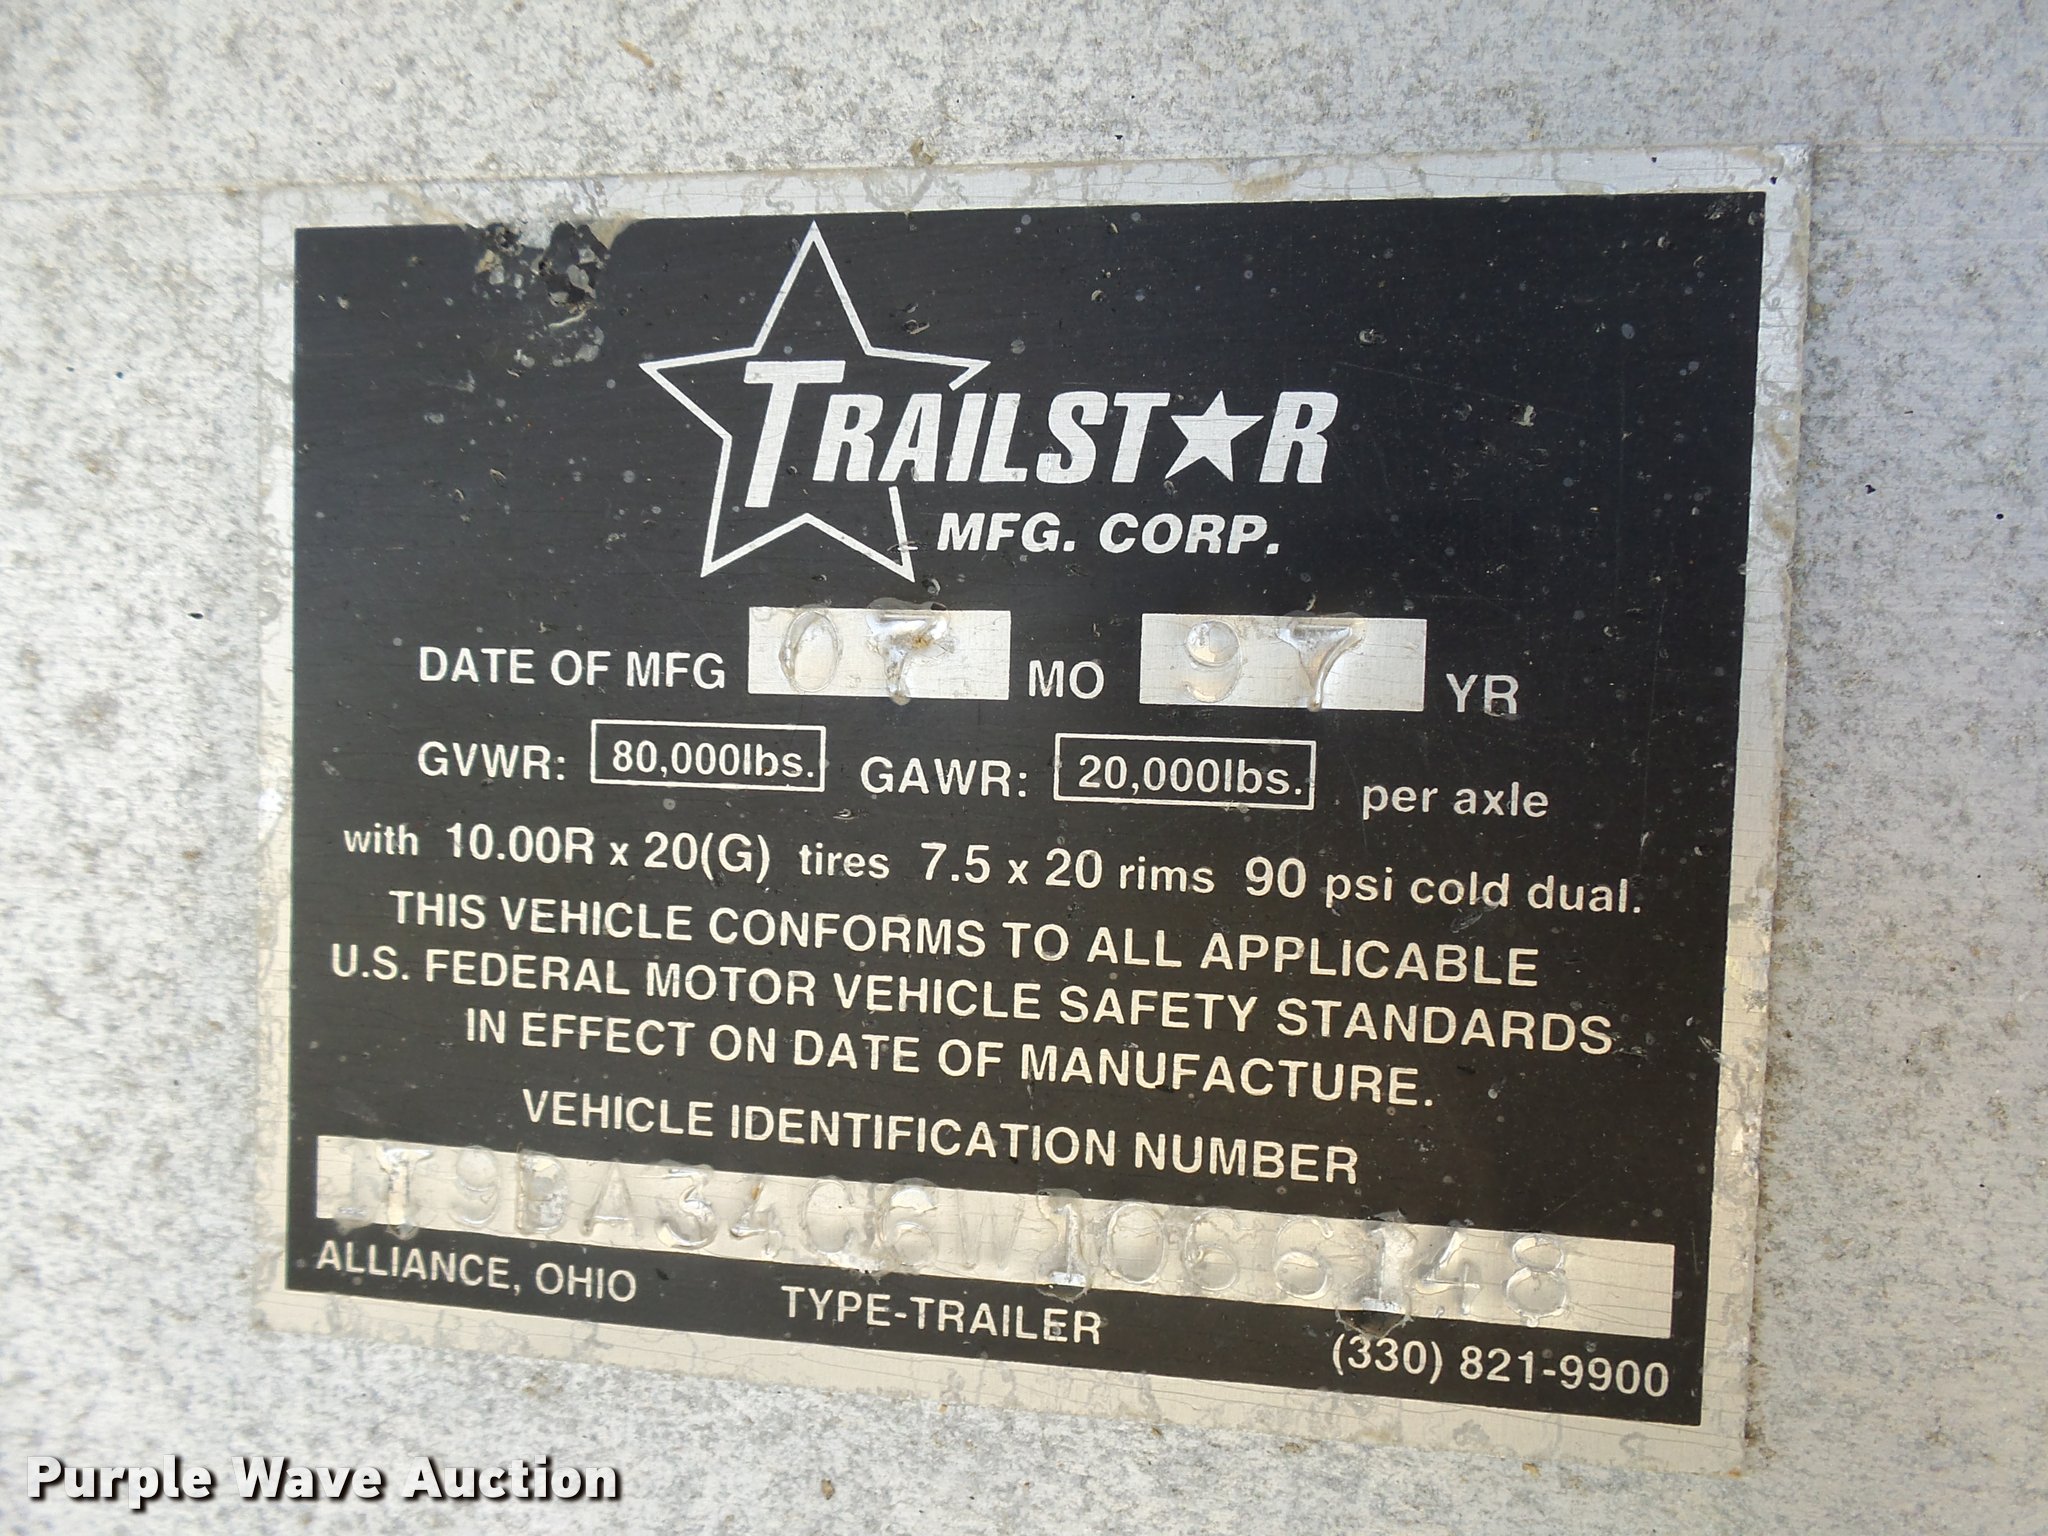 TRAILSTAR
MFG. CORP.
DATE OF MFG 07 MO 97 YR
GVWR: 80,000lbs. GAWR: 20,000lbs. per axle
with 10.00R x 20(G) tires 7.5 x 20 rims 90 psi cold dual.
THIS VEHICLE CONFORMS TO ALL APPLICABLE
U.S. FEDERAL MOTOR VEHICLE SAFETY STANDARDS
IN EFFECT ON DATE OF MANUFACTURE.
VEHICLE IDENTIFICATION NUMBER
1T9DA34C6W1066148
ALLIANCE, OHIO TYPE-TRAILER (330) 821-9900
Purple Wave Auction